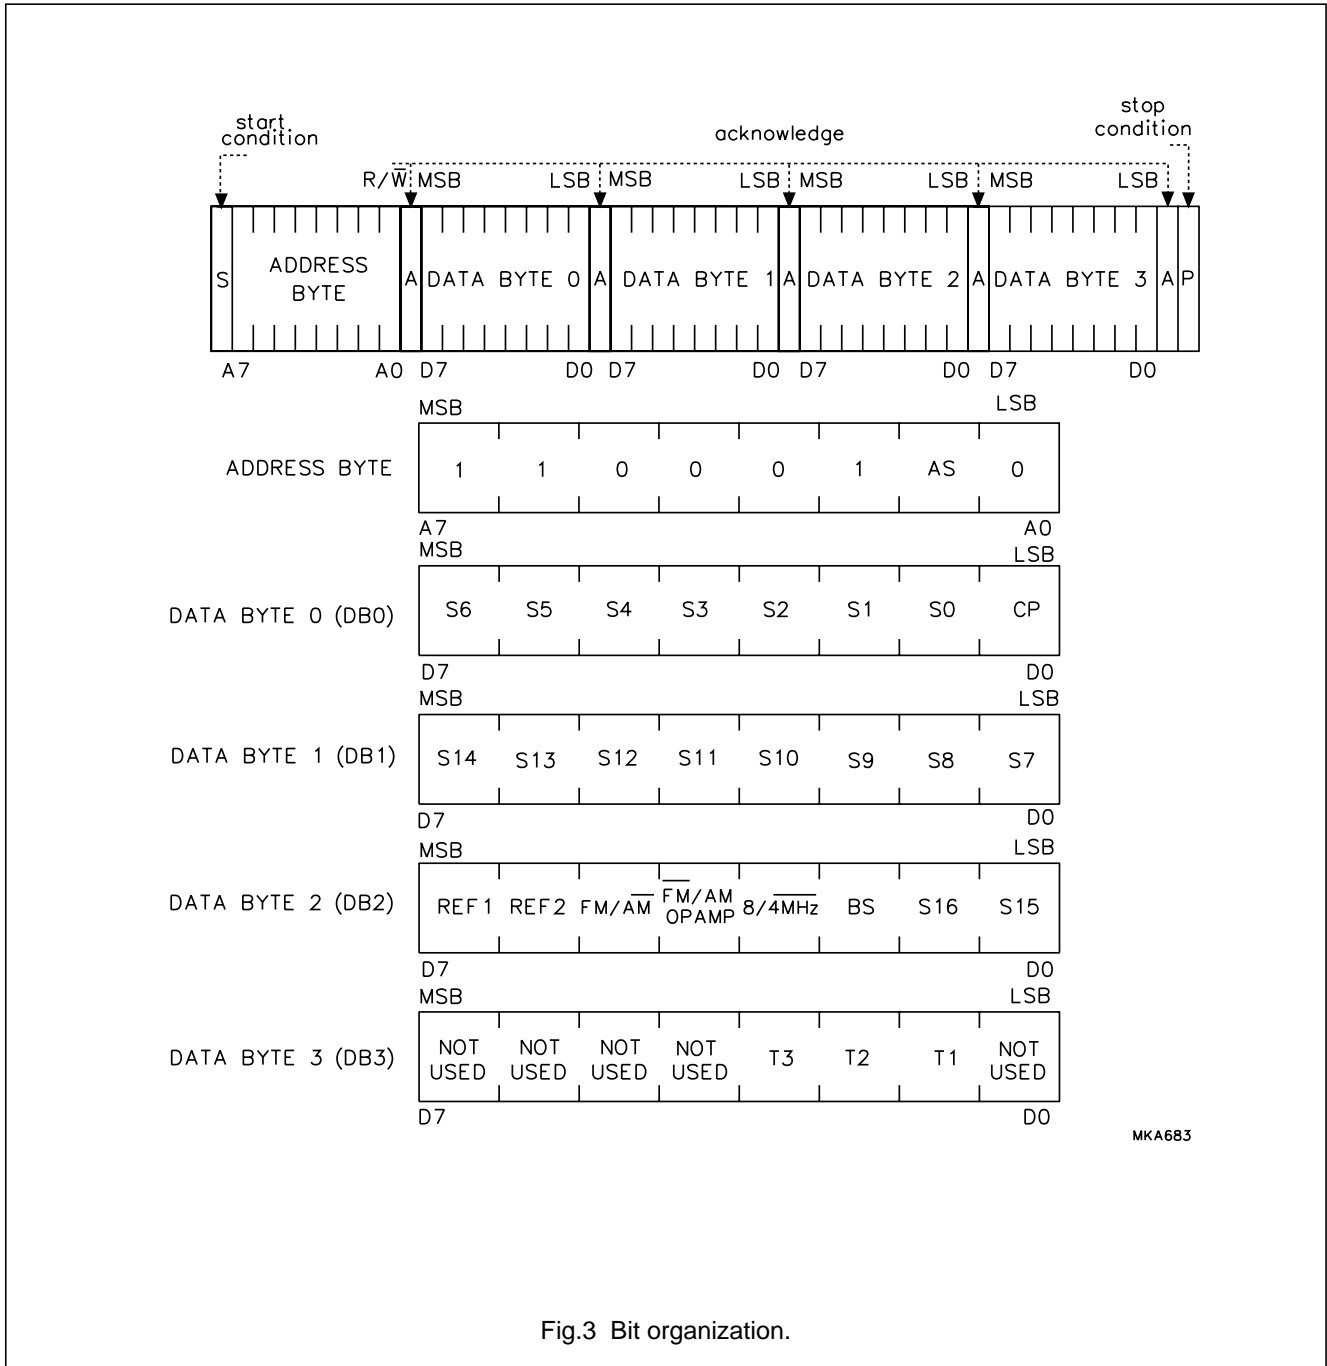 start
condition
acknowledge
stop
condition
R/W̅ MSB LSB MSB LSB MSB LSB MSB LSB
S ADDRESS BYTE A DATA BYTE 0 A DATA BYTE 1 A DATA BYTE 2 A DATA BYTE 3 A P
A7 A0 D7 D0 D7 D0 D7 D0 D7 D0
MSB LSB
ADDRESS BYTE 1 1 0 0 0 1 AS 0
A7 A0
MSB LSB
DATA BYTE 0 (DB0) S6 S5 S4 S3 S2 S1 S0 CP
D7 D0
MSB LSB
DATA BYTE 1 (DB1) S14 S13 S12 S11 S10 S9 S8 S7
D7 D0
MSB LSB
DATA BYTE 2 (DB2) REF1 REF2 FM/A̅M̅ F̅M̅/AM OPAMP 8/4̅M̅H̅z̅ BS S16 S15
D7 D0
MSB LSB
DATA BYTE 3 (DB3) NOT USED NOT USED NOT USED NOT USED T3 T2 T1 NOT USED
D7 D0
MKA683
Fig.3 Bit organization.